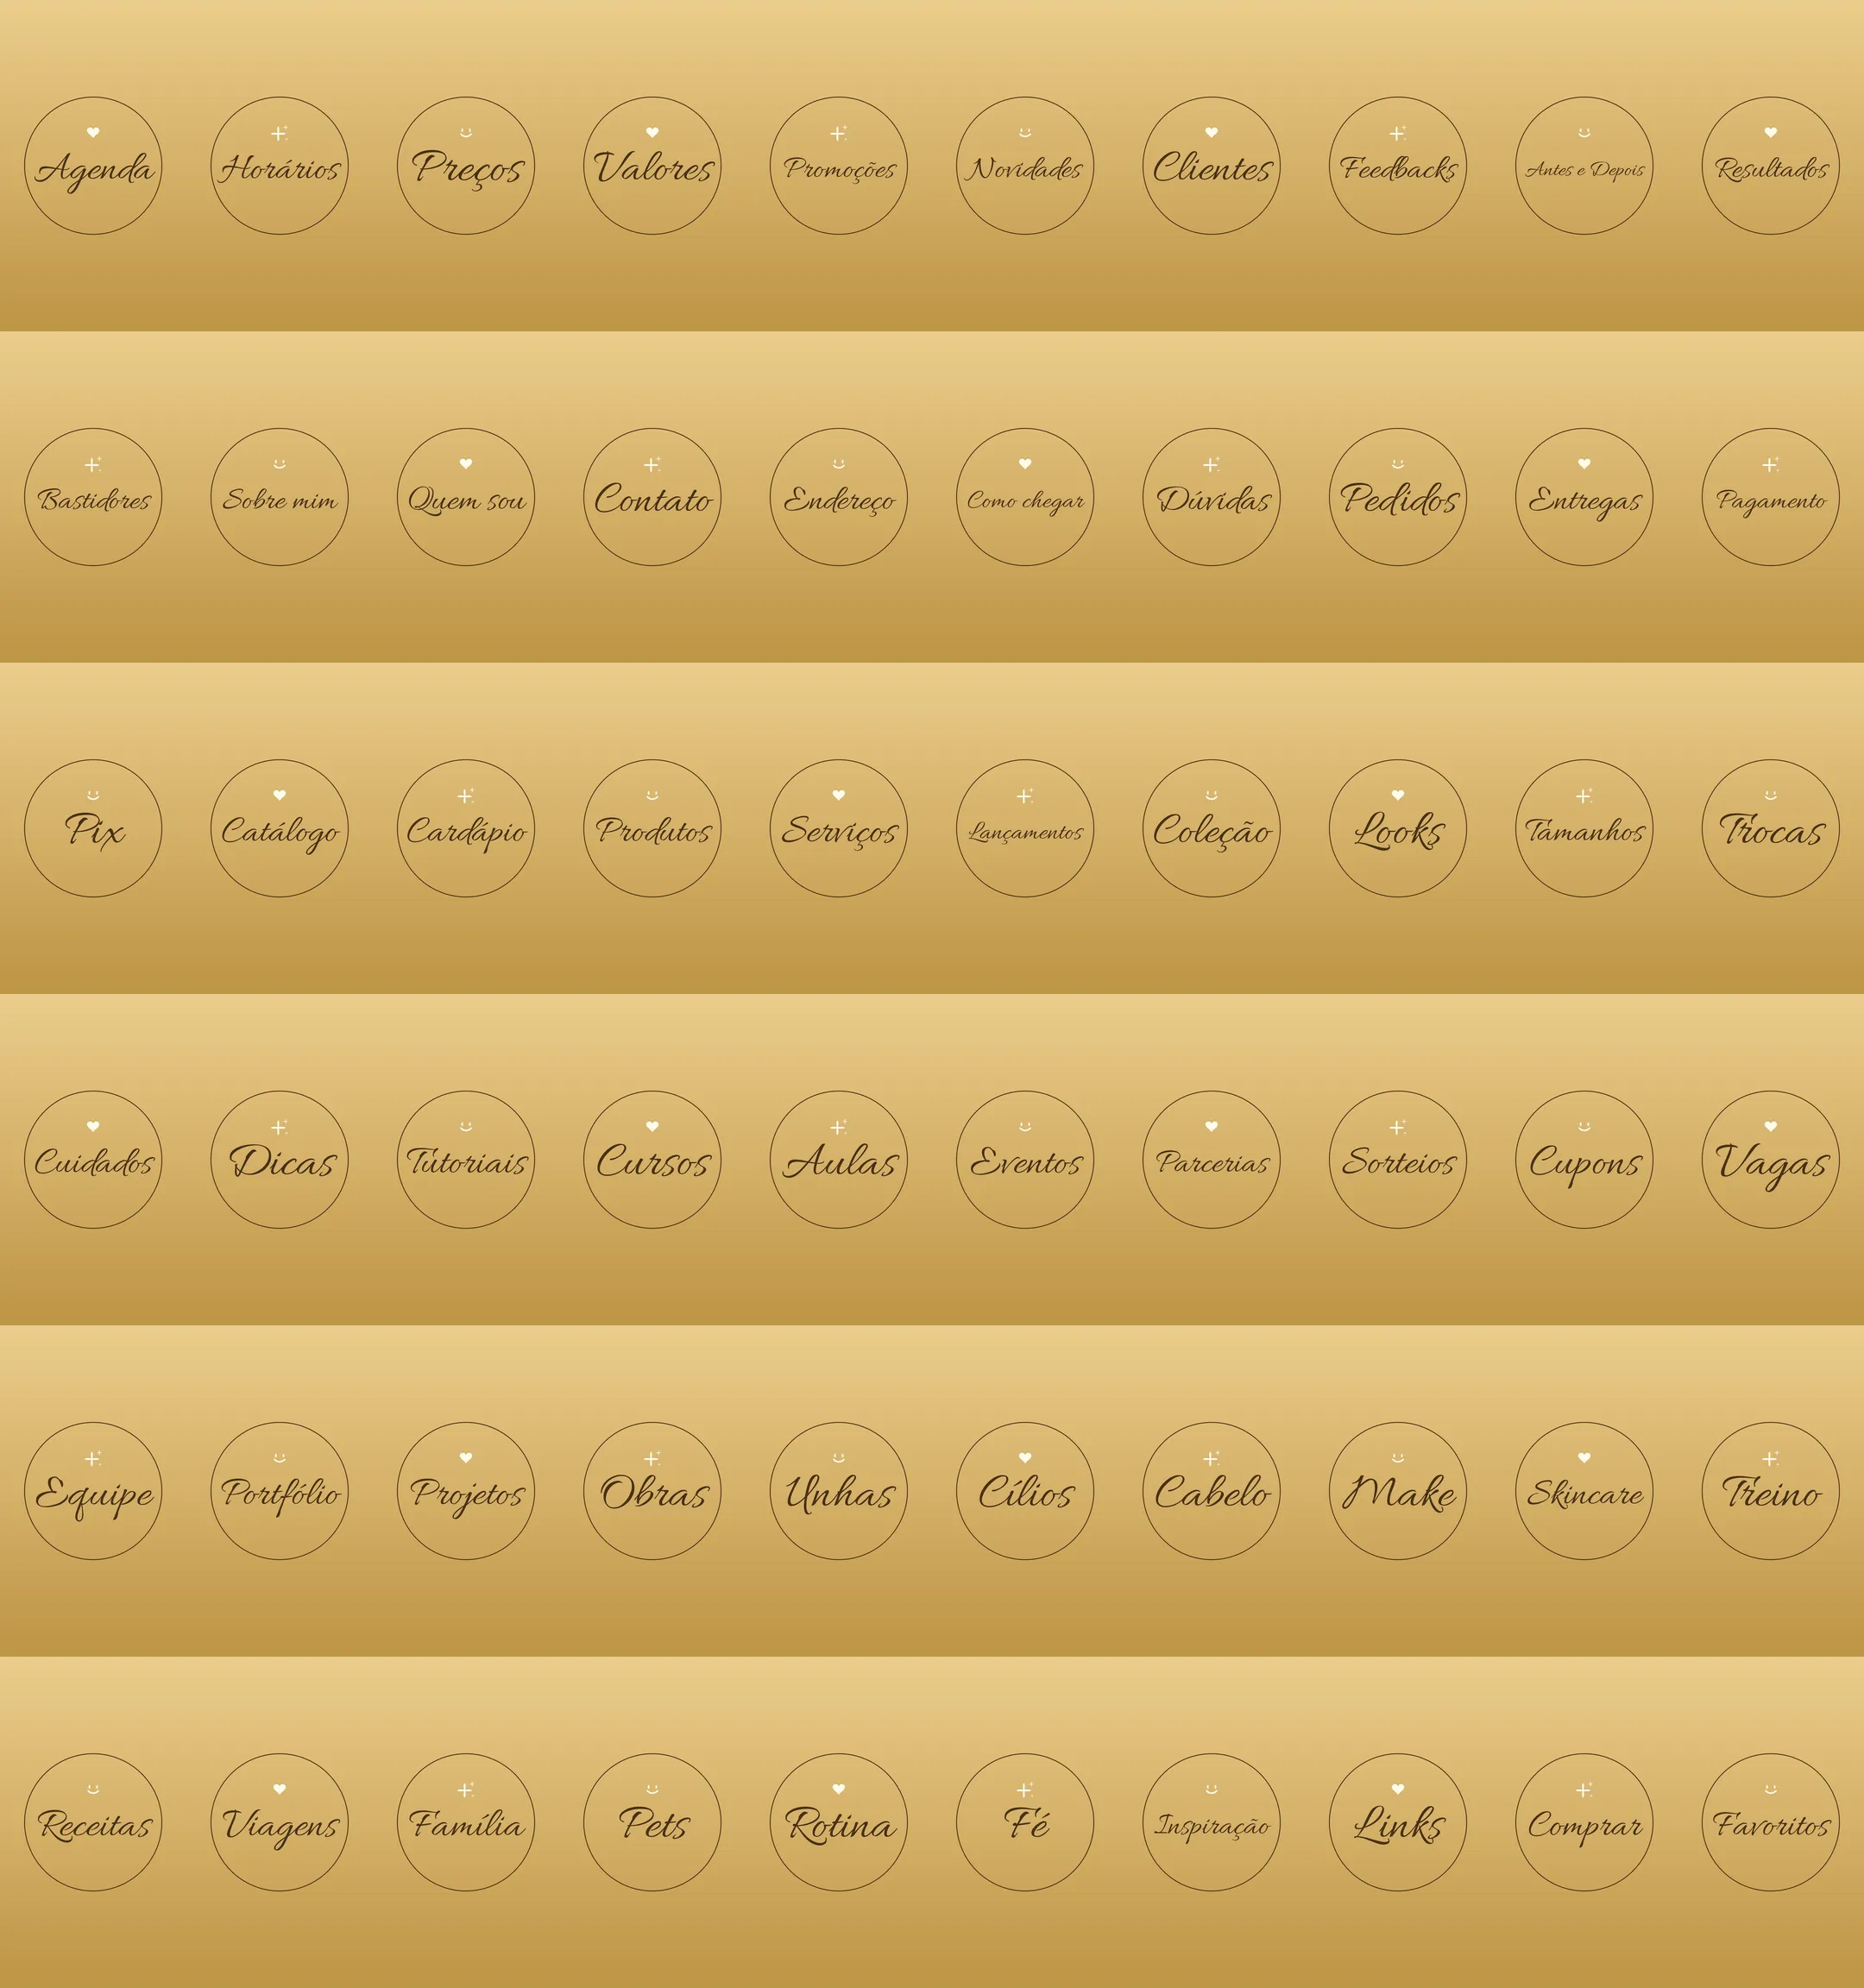 Agenda Horários Preços Valores Promoções Novidades Clientes Feedbacks Antes e Depois Resultados
Bastidores Sobre mim Quem sou Contato Endereço Como chegar Dúvidas Pedidos Entregas Pagamento
Pix Catálogo Cardápio Produtos Serviços Lançamentos Coleção Looks Tamanhos Trocas
Cuidados Dicas Tutoriais Cursos Aulas Eventos Parcerias Sorteios Cupons Vagas
Equipe Portfólio Projetos Obras Unhas Cílios Cabelo Make Skincare Treino
Receitas Viagens Família Pets Rotina Fé Inspiração Links Comprar Favoritos